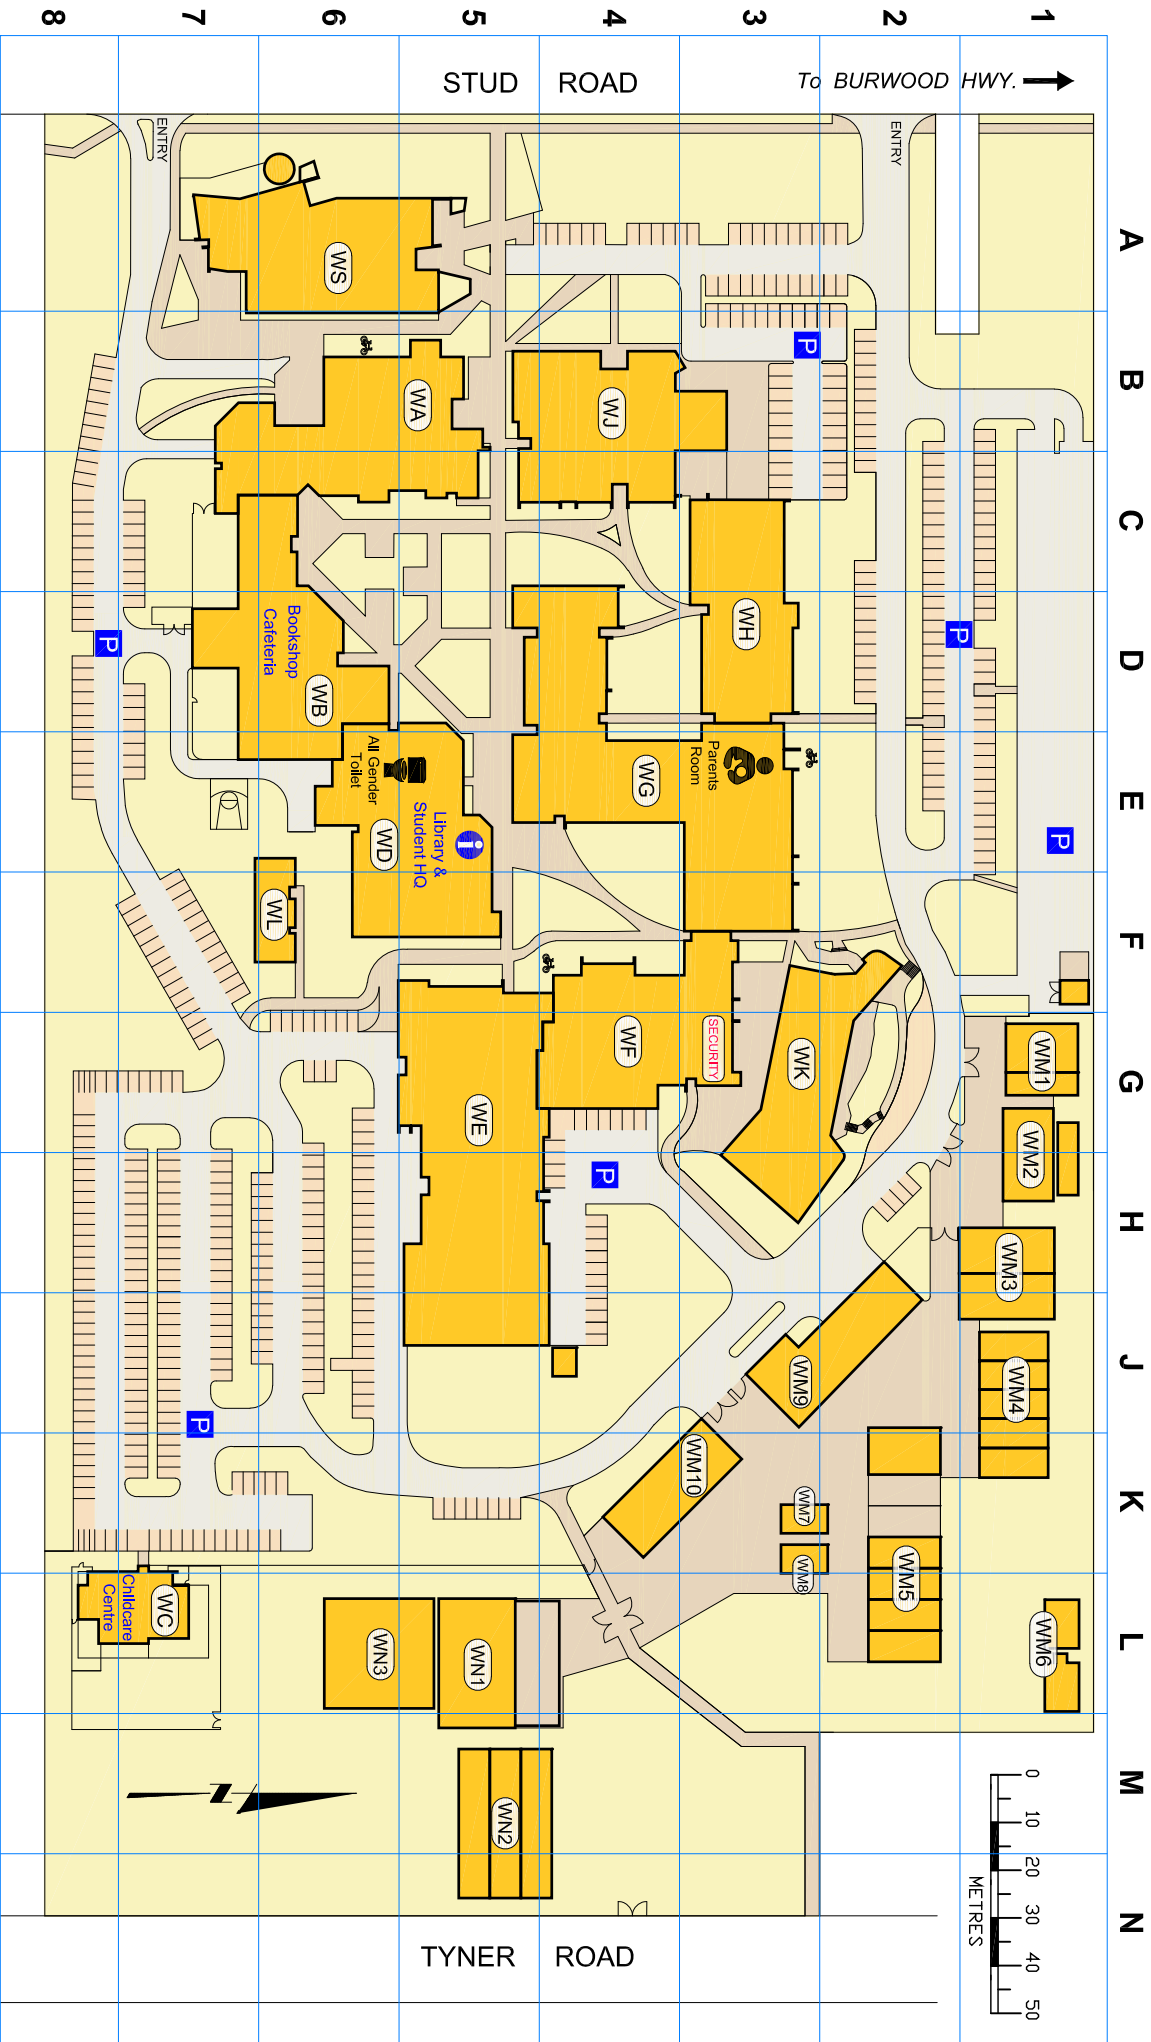 8 7 6 5 4 3 2 1
STUD ROAD
To BURWOOD HWY.
ENTRY
ENTRY
A
WS
P
B
WA
WJ
C
Bookshop
Cafeteria
WB
WH
P
P
D
All Gender
Toilet
Library &
Student HQ
i
WD
WG
Parents
Room
P
E
WL
F
WE
WF
SECURITY
WK
WM1
G
WM2
P
H
WM3
WM9
WM4
J
P
WM10
WM7
K
WM8
WM5
WC
Childcare
Centre
WN3
WN1
WM6
L
M
WN2
N
0 10 20 30 40 50
METRES
N
TYNER ROAD